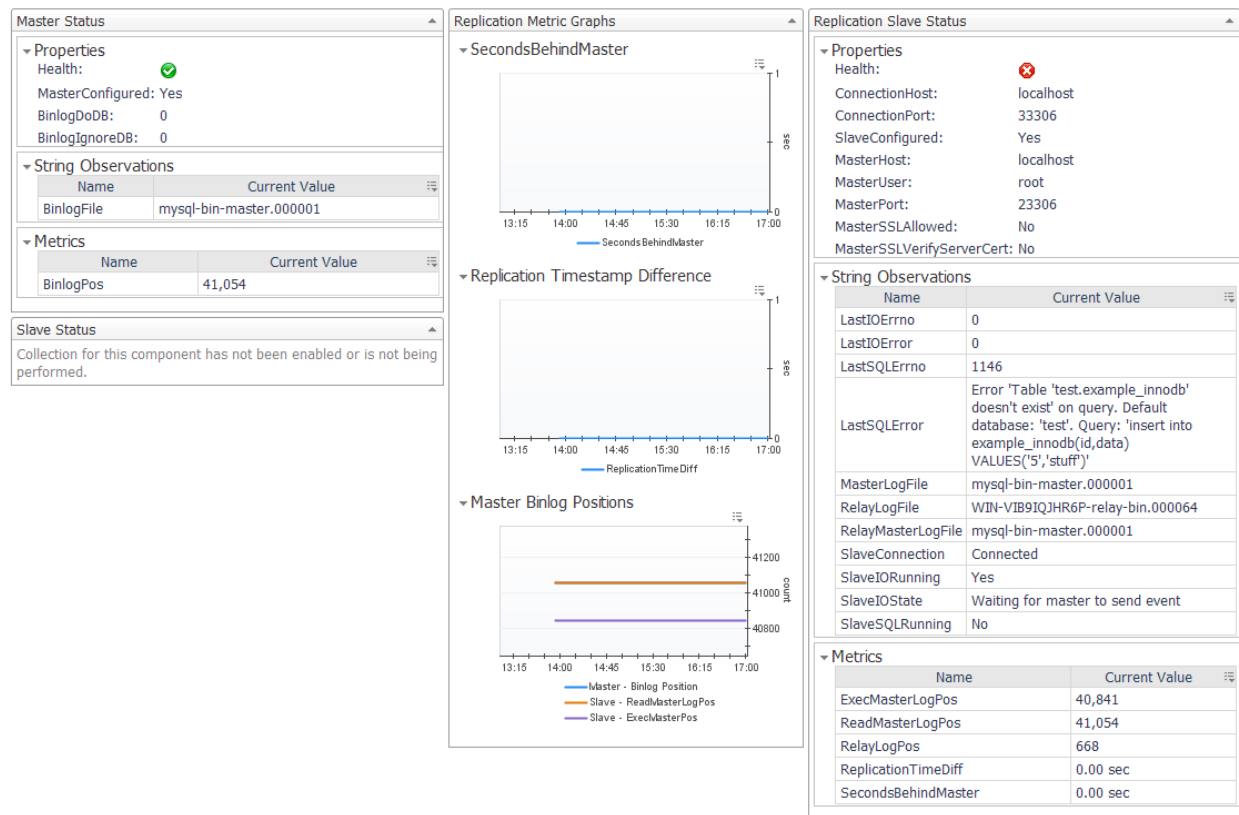 Master Status
Properties
Health:
MasterConfigured: Yes
BinlogDoDB: 0
BinlogIgnoreDB: 0
String Observations
Name Current Value
BinlogFile mysql-bin-master.000001
Metrics
Name Current Value
BinlogPos 41,054
Slave Status
Collection for this component has not been enabled or is not being
performed.
Replication Metric Graphs
SecondsBehindMaster
1
sec
0
13:15 14:00 14:45 15:30 16:15 17:00
SecondsBehindMaster
Replication Timestamp Difference
1
sec
0
13:15 14:00 14:45 15:30 16:15 17:00
ReplicationTimeDiff
Master Binlog Positions
41200
41000
count
40800
13:15 14:00 14:45 15:30 16:15 17:00
Master - Binlog Position
Slave - ReadMasterLogPos
Slave - ExecMasterPos
Replication Slave Status
Properties
Health:
ConnectionHost: localhost
ConnectionPort: 33306
SlaveConfigured: Yes
MasterHost: localhost
MasterUser: root
MasterPort: 23306
MasterSSLAllowed: No
MasterSSLVerifyServerCert: No
String Observations
Name Current Value
LastIOErrno 0
LastIOError 0
LastSQLErrno 1146
LastSQLError
Error 'Table 'test.example_innodb'
doesn't exist' on query. Default
database: 'test'. Query: 'insert into
example_innodb(id,data)
VALUES('5','stuff')'
MasterLogFile mysql-bin-master.000001
RelayLogFile WIN-VIB9IQJHR6P-relay-bin.000064
RelayMasterLogFile mysql-bin-master.000001
SlaveConnection Connected
SlaveIORunning Yes
SlaveIOState Waiting for master to send event
SlaveSQLRunning No
Metrics
Name Current Value
ExecMasterLogPos 40,841
ReadMasterLogPos 41,054
RelayLogPos 668
ReplicationTimeDiff 0.00 sec
SecondsBehindMaster 0.00 sec